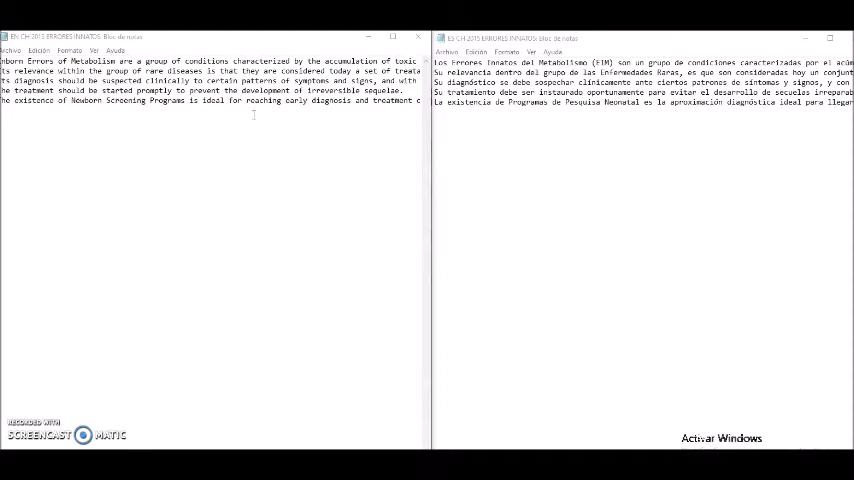 EN CH 2015 ERRORES INNATOS: Bloc de notas
Archivo Edición Formato Ver Ayuda
nborn Errors of Metabolism are a group of conditions characterized by the accumulation of toxic
ts relevance within the group of rare diseases is that they are considered today a set of treata
ts diagnosis should be suspected clinically to certain patterns of symptoms and signs, and with
he treatment should be started promptly to prevent the development of irreversible sequelae.
he existence of Newborn Screening Programs is ideal for reaching early diagnosis and treatment c
ES CH 2015 ERRORES INNATOS: Bloc de notas
Archivo Edición Formato Ver Ayuda
Los Errores Innatos del Metabolismo (EIM) son un grupo de condiciones caracterizadas por el acúm
Su relevancia dentro del grupo de las Enfermedades Raras, es que son consideradas hoy un conjunt
Su diagnóstico se debe sospechar clínicamente ante ciertos patrones de síntomas y signos, y con
Su tratamiento debe ser instaurado oportunamente para evitar el desarrollo de secuelas irreparab
La existencia de Programas de Pesquisa Neonatal es la aproximación diagnóstica ideal para llegar
RECORDED WITH
SCREENCAST MATIC
Activar Windows